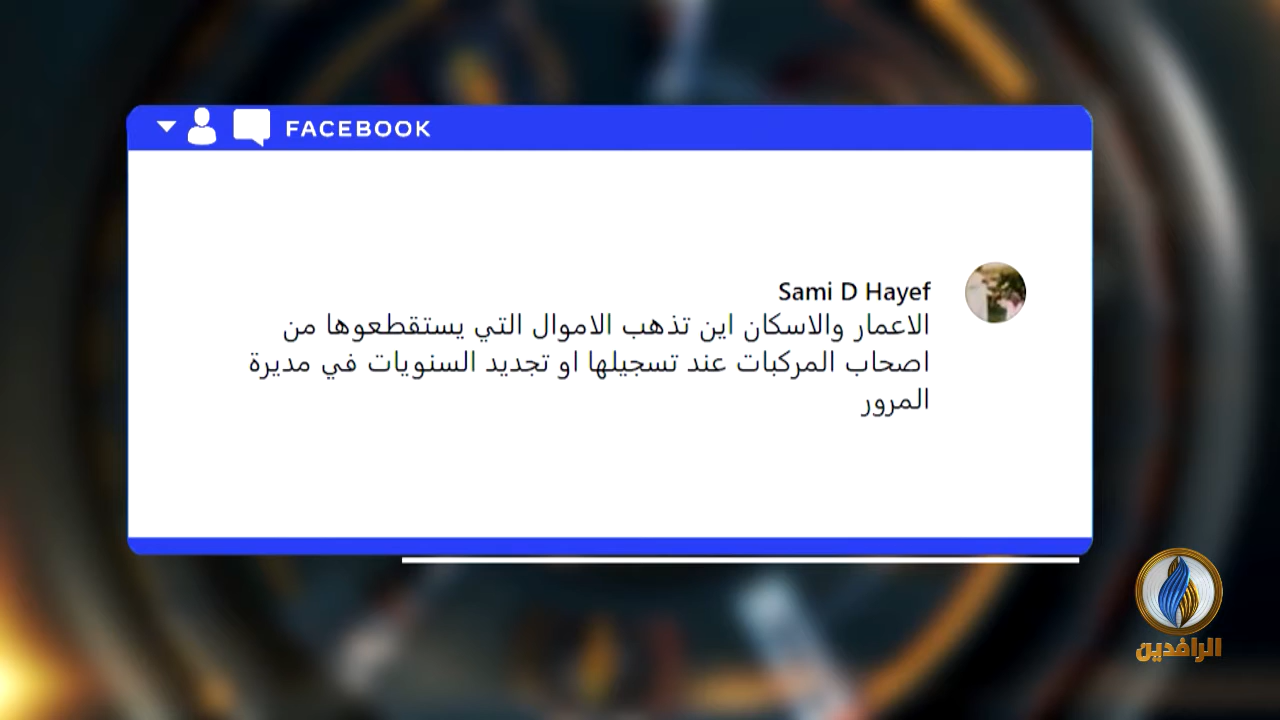 FACEBOOK
Sami D Hayef
الاعمار والاسكان اين تذهب الاموال التي يستقطعوها من
اصحاب المركبات عند تسجيلها او تجديد السنويات في مديرة
المرور
الرافدين